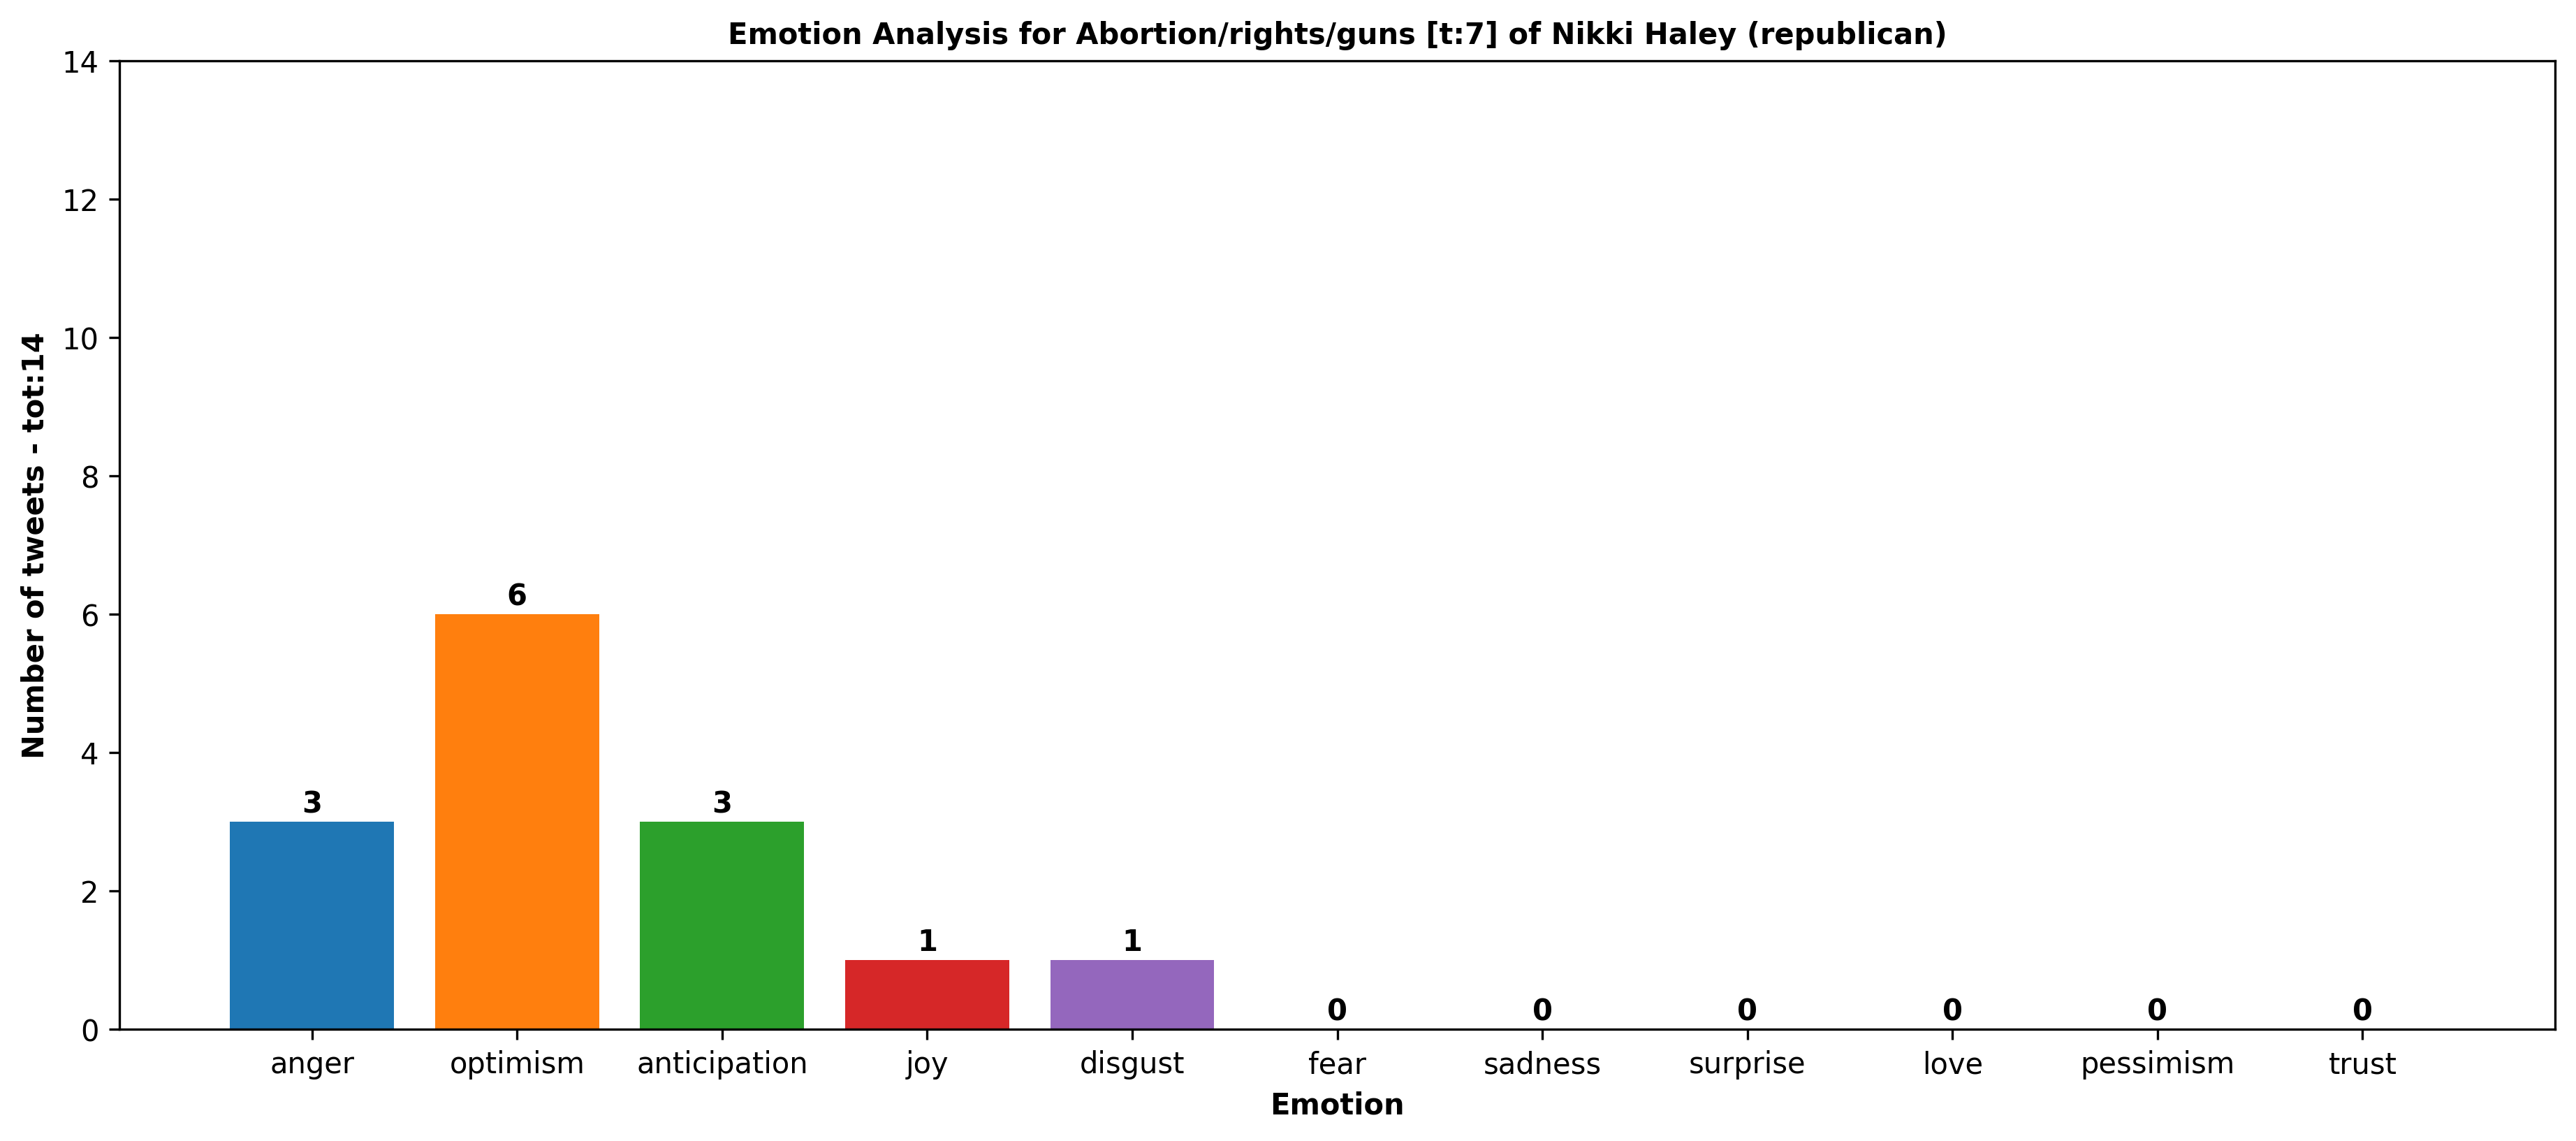 Emotion Analysis for Abortion/rights/guns [t:7] of Nikki Haley (republican)
Number of tweets - tot:14
14
12
10
8
6
4
2
0
3
6
3
1
1
0
0
0
0
0
0
anger
optimism
anticipation
joy
disgust
fear
sadness
surprise
love
pessimism
trust
Emotion